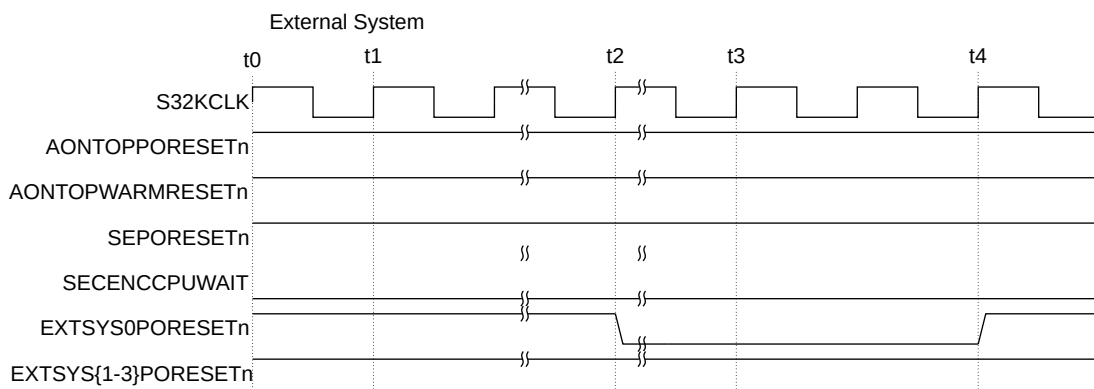 External System
t0 t1 t2 t3 t4
S32KCLK
AONTOPPORESETn
AONTOPWARMRESETn
SEPORESETn
SECENCCPUWAIT
EXTSYS0PORESETn
EXTSYS{1-3}PORESETn